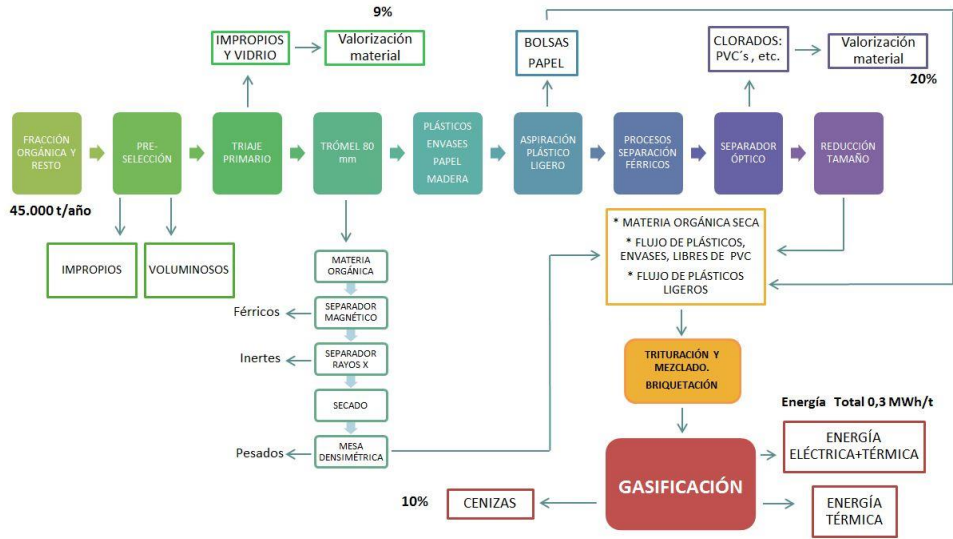 9%
IMPROPIOS
Y VIDRIO
Valorización
material
BOLSAS
PAPEL
CLORADOS:
PVC´s , etc.
Valorización
material
20%
FRACCIÓN
ORGÁNICA Y
RESTO
PRE-
SELECCIÓN
TRIAJE
PRIMARIO
TRÓMEL 80
mm
PLÁSTICOS
ENVASES
PAPEL
MADERA
ASPIRACIÓN
PLÁSTICO
LIGERO
PROCESOS
SEPARACIÓN
FÉRRICOS
SEPARADOR
ÓPTICO
REDUCCIÓN
TAMAÑO
45.000 t/año
IMPROPIOS
VOLUMINOSOS
MATERIA
ORGÁNICA
Férricos
SEPARADOR
MAGNÉTICO
Inertes
SEPARADOR
RAYOS X
SECADO
Pesados
MESA
DENSIMÉTRICA
* MATERIA ORGÁNICA SECA
* FLUJO DE PLÁSTICOS,
ENVASES, LIBRES DE PVC
* FLUJO DE PLÁSTICOS
LIGEROS
TRITURACIÓN Y
MEZCLADO.
BRIQUETACIÓN
Energía Total 0,3 MWh/t
GASIFICACIÓN
ENERGÍA
ELÉCTRICA+TÉRMICA
ENERGÍA
TÉRMICA
10%
CENIZAS